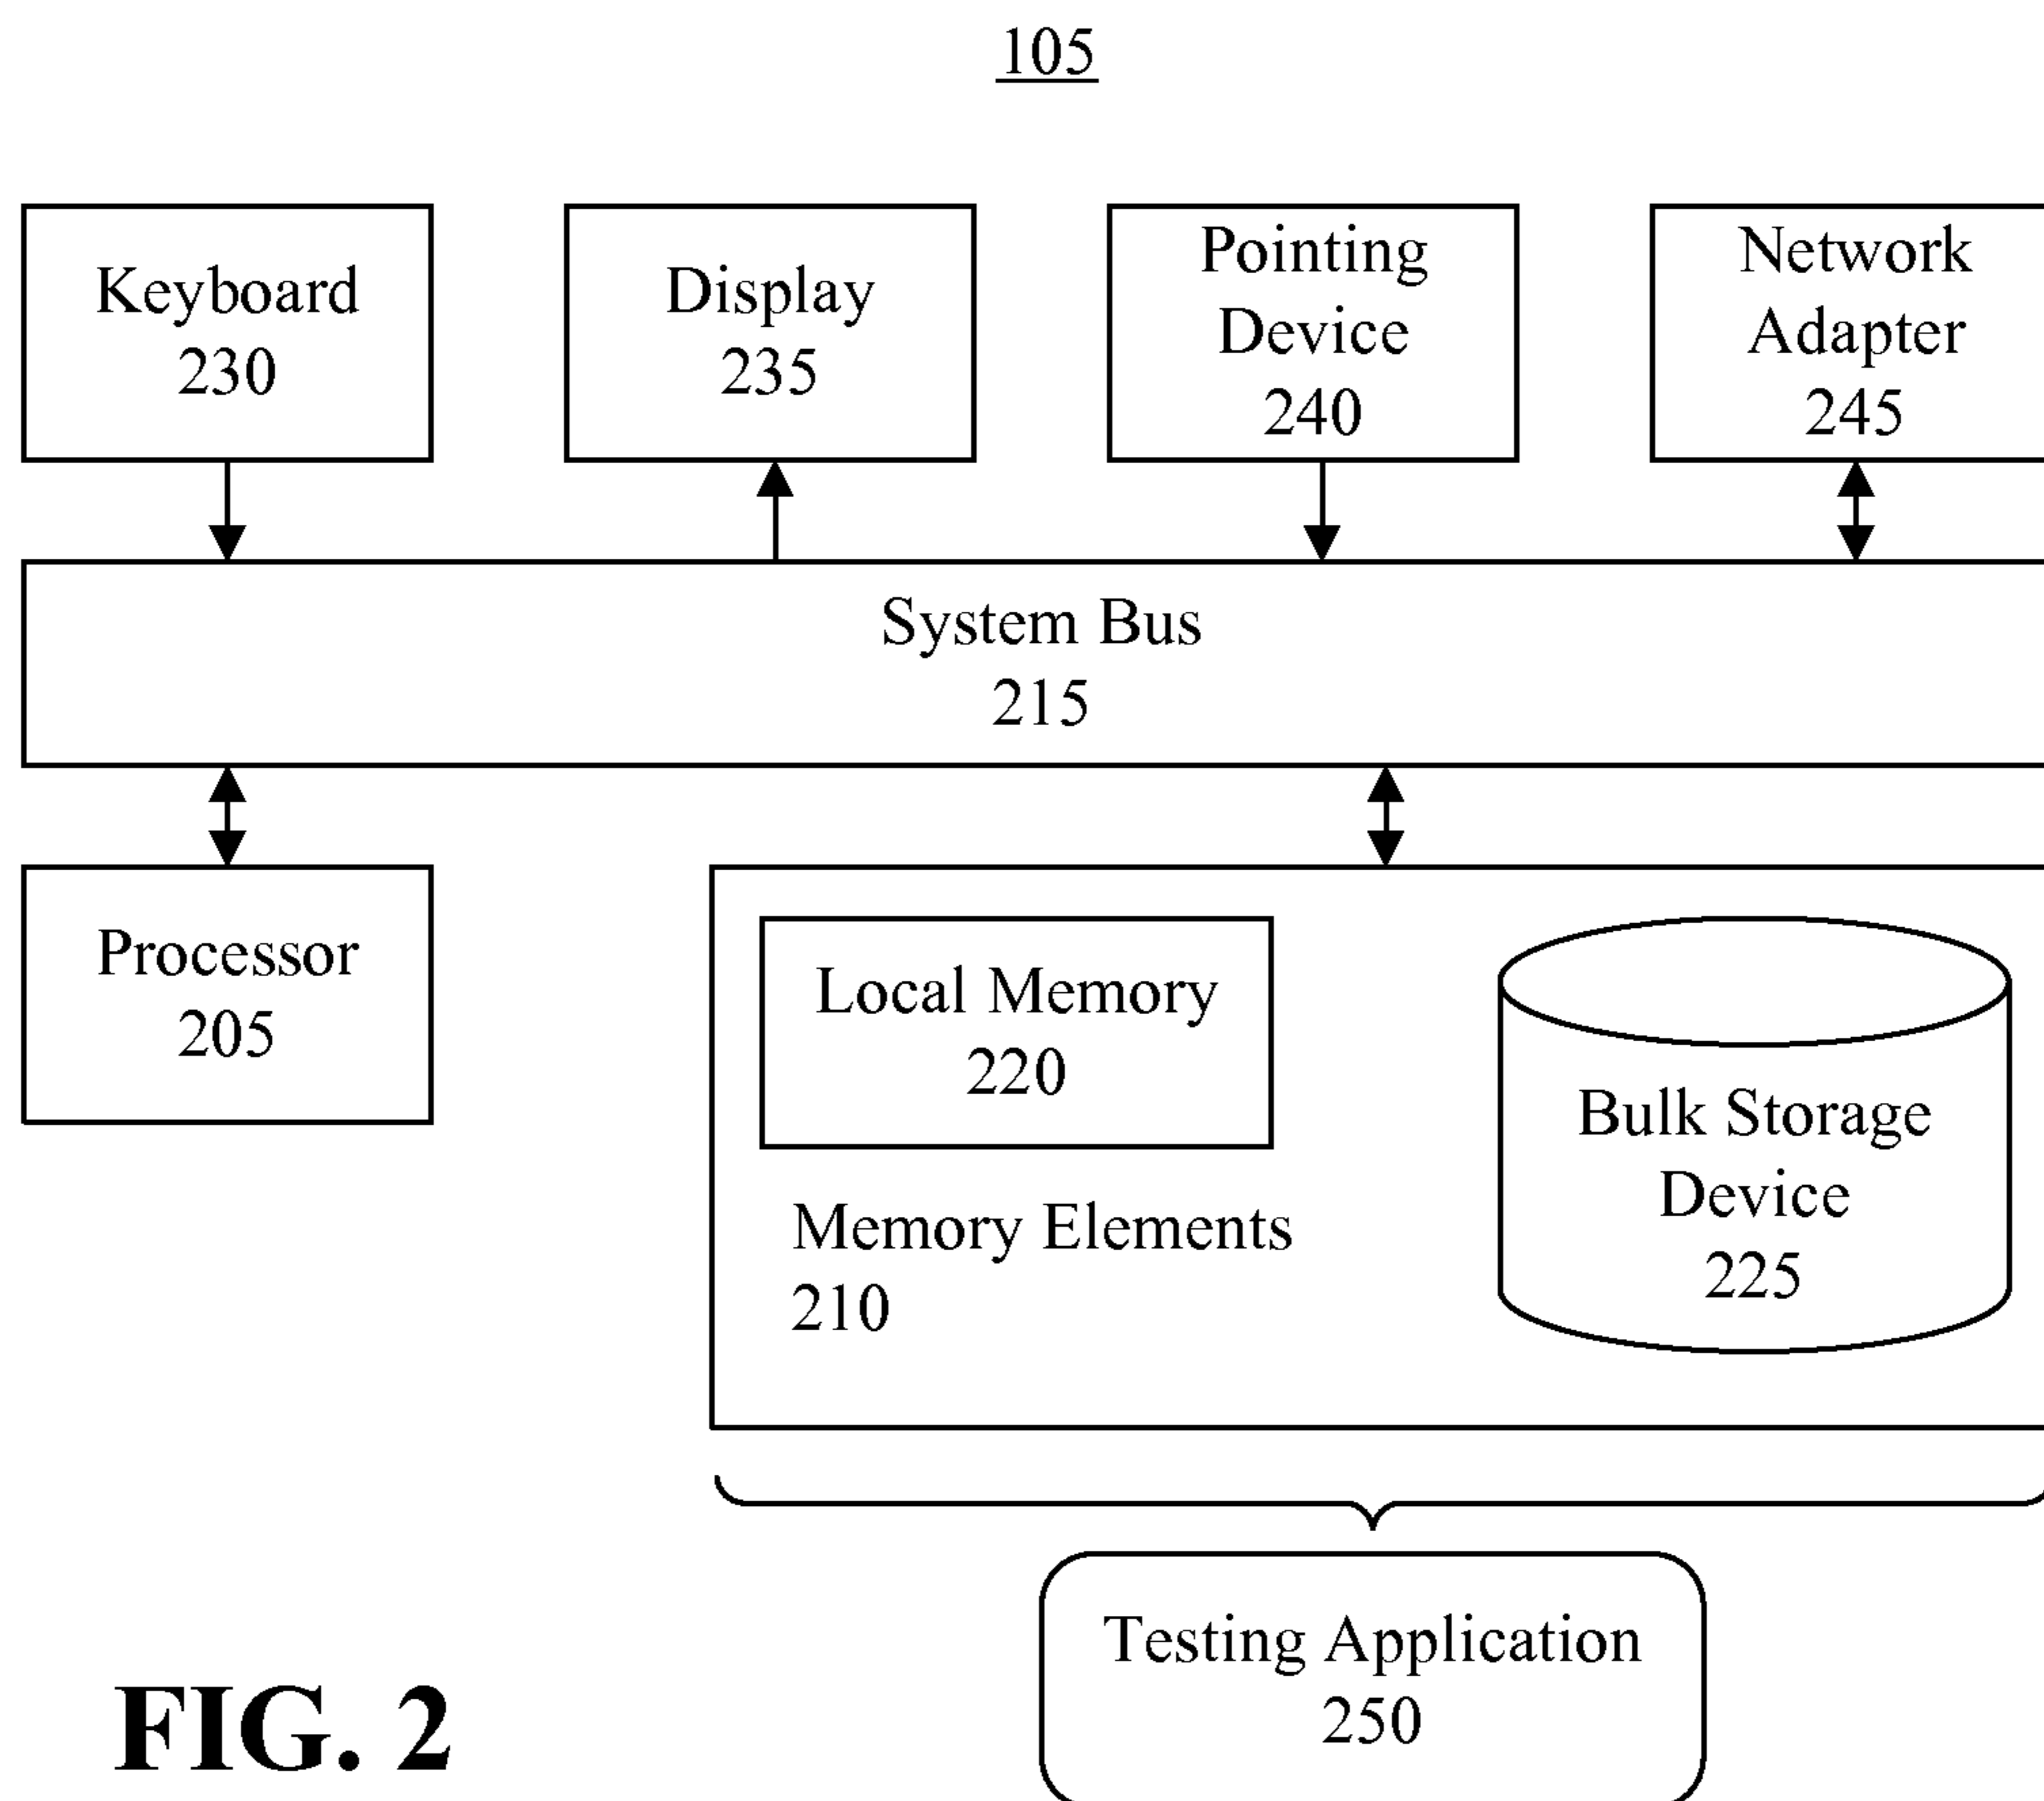 105
Keyboard
230
Display
235
Pointing
Device
240
Network
Adapter
245
System Bus
215
Processor
205
Local Memory
220
Memory Elements
210
Bulk Storage
Device
225
Testing Application
250
FIG. 2